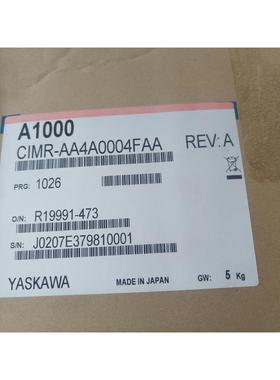 A1000
CIMR-AA4A0004FAA REV: A
PRG: 1026
O/N: R19991-473
S/N: J0207E379810001
YASKAWA MADE IN JAPAN GW: 5 Kg